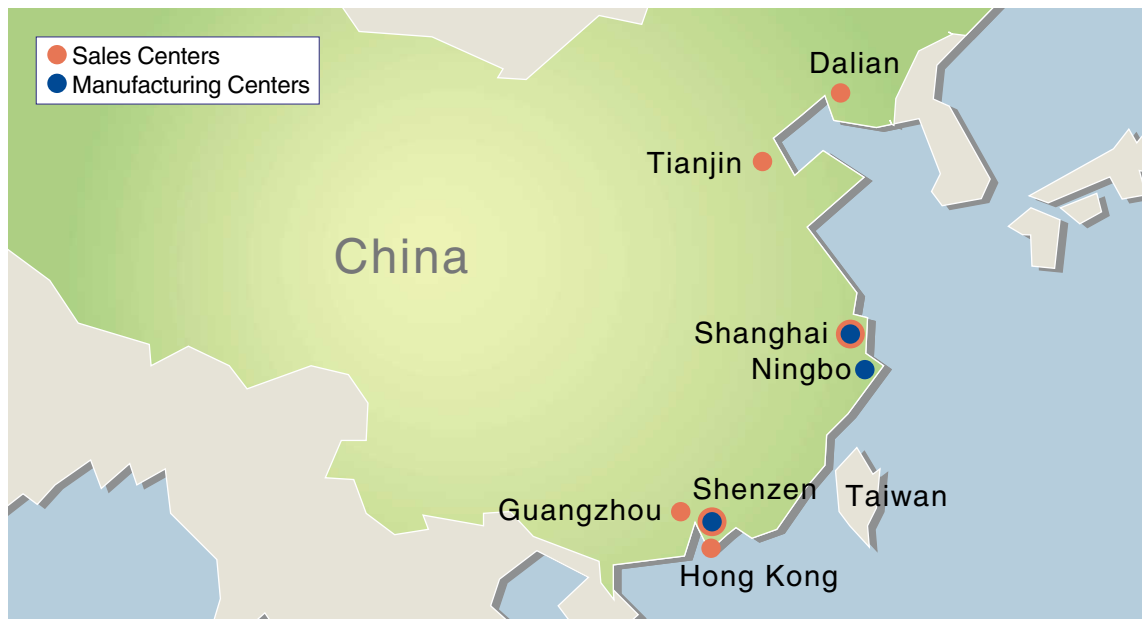 Sales Centers
Manufacturing Centers
Dalian
Tianjin
China
Shanghai
Ningbo
Shenzen
Guangzhou
Taiwan
Hong Kong